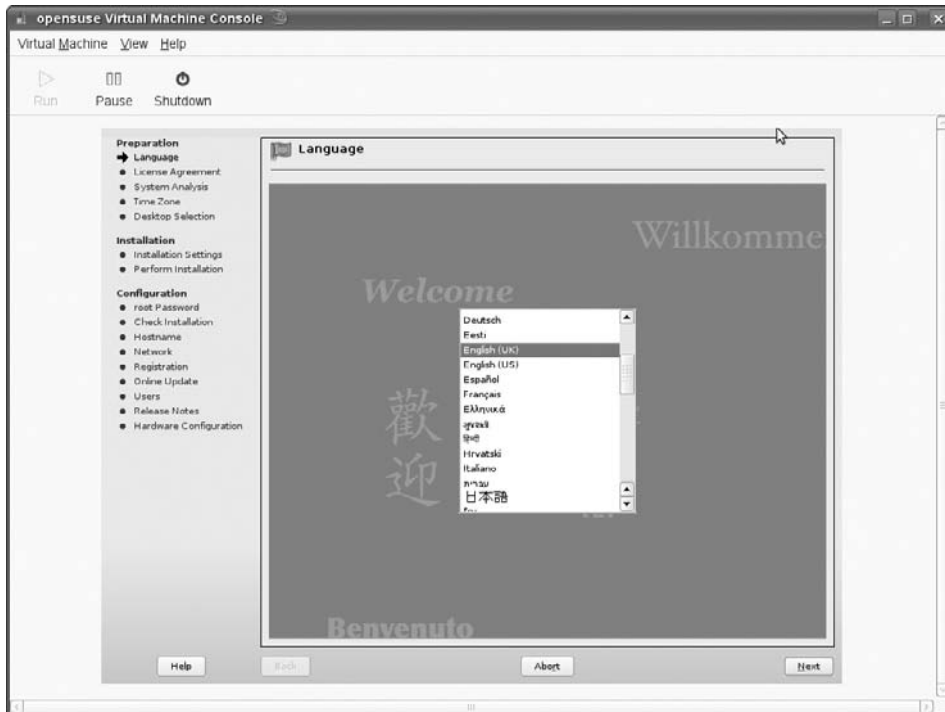 opensuse Virtual Machine Console
Virtual Machine View Help
Run Pause Shutdown
Preparation
Language
License Agreement
System Analysis
Time Zone
Desktop Selection
Installation
Installation Settings
Perform Installation
Configuration
root Password
Check Installation
Hostname
Network
Registration
Online Update
Users
Release Notes
Hardware Configuration
Language
Willkomme
Welcome
歡
迎
Deutsch
Eesti
English (UK)
English (US)
Español
Français
Ελληνικά
ગુજરાતી
हिन्दी
Hrvatski
Italiano
עברית
日本語
Benvenuto
Help Back Abort Next